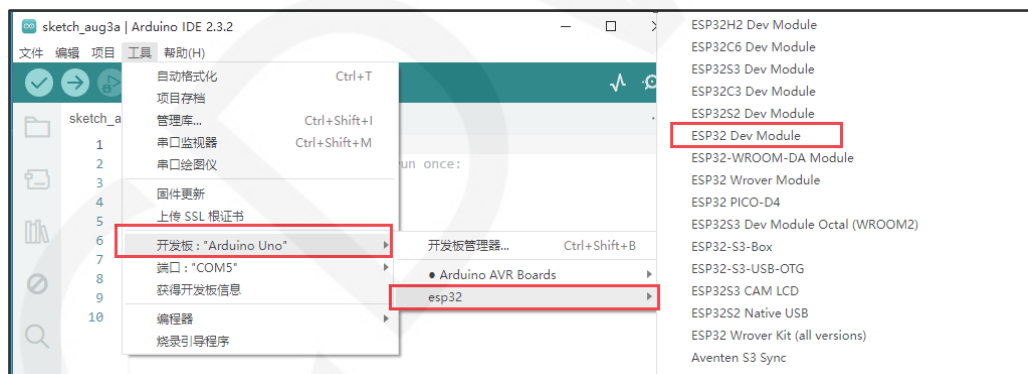 sketch_aug3a | Arduino IDE 2.3.2
文件 编辑 项目 工具 帮助(H)
自动格式化 Ctrl+T
项目存档
管理库... Ctrl+Shift+I
串口监视器 Ctrl+Shift+M
串口绘图仪
固件更新
上传 SSL 根证书
开发板 : "Arduino Uno"
端口 : "COM5"
获得开发板信息
编程器
烧录引导程序
sketch_a
1
2
3
4
5
6
7
8
9
10
un once:
开发板管理器... Ctrl+Shift+B
● Arduino AVR Boards
esp32
ESP32H2 Dev Module
ESP32C6 Dev Module
ESP32S3 Dev Module
ESP32C3 Dev Module
ESP32S2 Dev Module
ESP32 Dev Module
ESP32-WROOM-DA Module
ESP32 Wrover Module
ESP32 PICO-D4
ESP32S3 Dev Module Octal (WROOM2)
ESP32-S3-Box
ESP32-S3-USB-OTG
ESP32S3 CAM LCD
ESP32S2 Native USB
ESP32 Wrover Kit (all versions)
Aventen S3 Sync